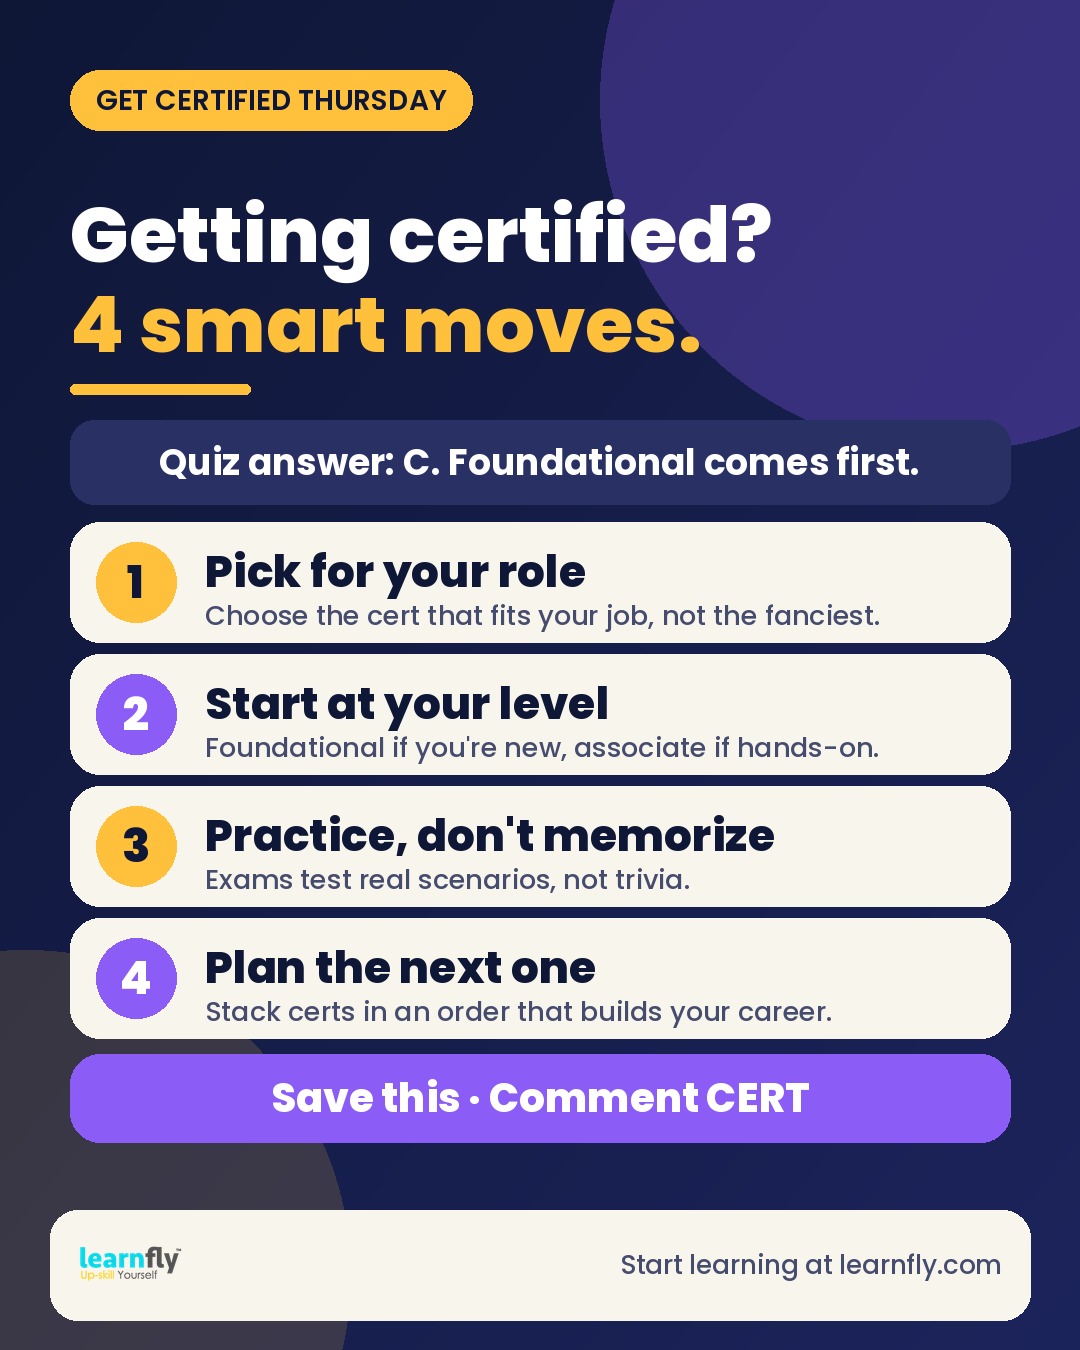 GET CERTIFIED THURSDAY
Getting certified?
4 smart moves.
Quiz answer: C. Foundational comes first.
1
Pick for your role
Choose the cert that fits your job, not the fanciest.
2
Start at your level
Foundational if you're new, associate if hands-on.
3
Practice, don't memorize
Exams test real scenarios, not trivia.
4
Plan the next one
Stack certs in an order that builds your career.
Save this · Comment CERT
learnfly™
Up-skill Yourself
Start learning at learnfly.com